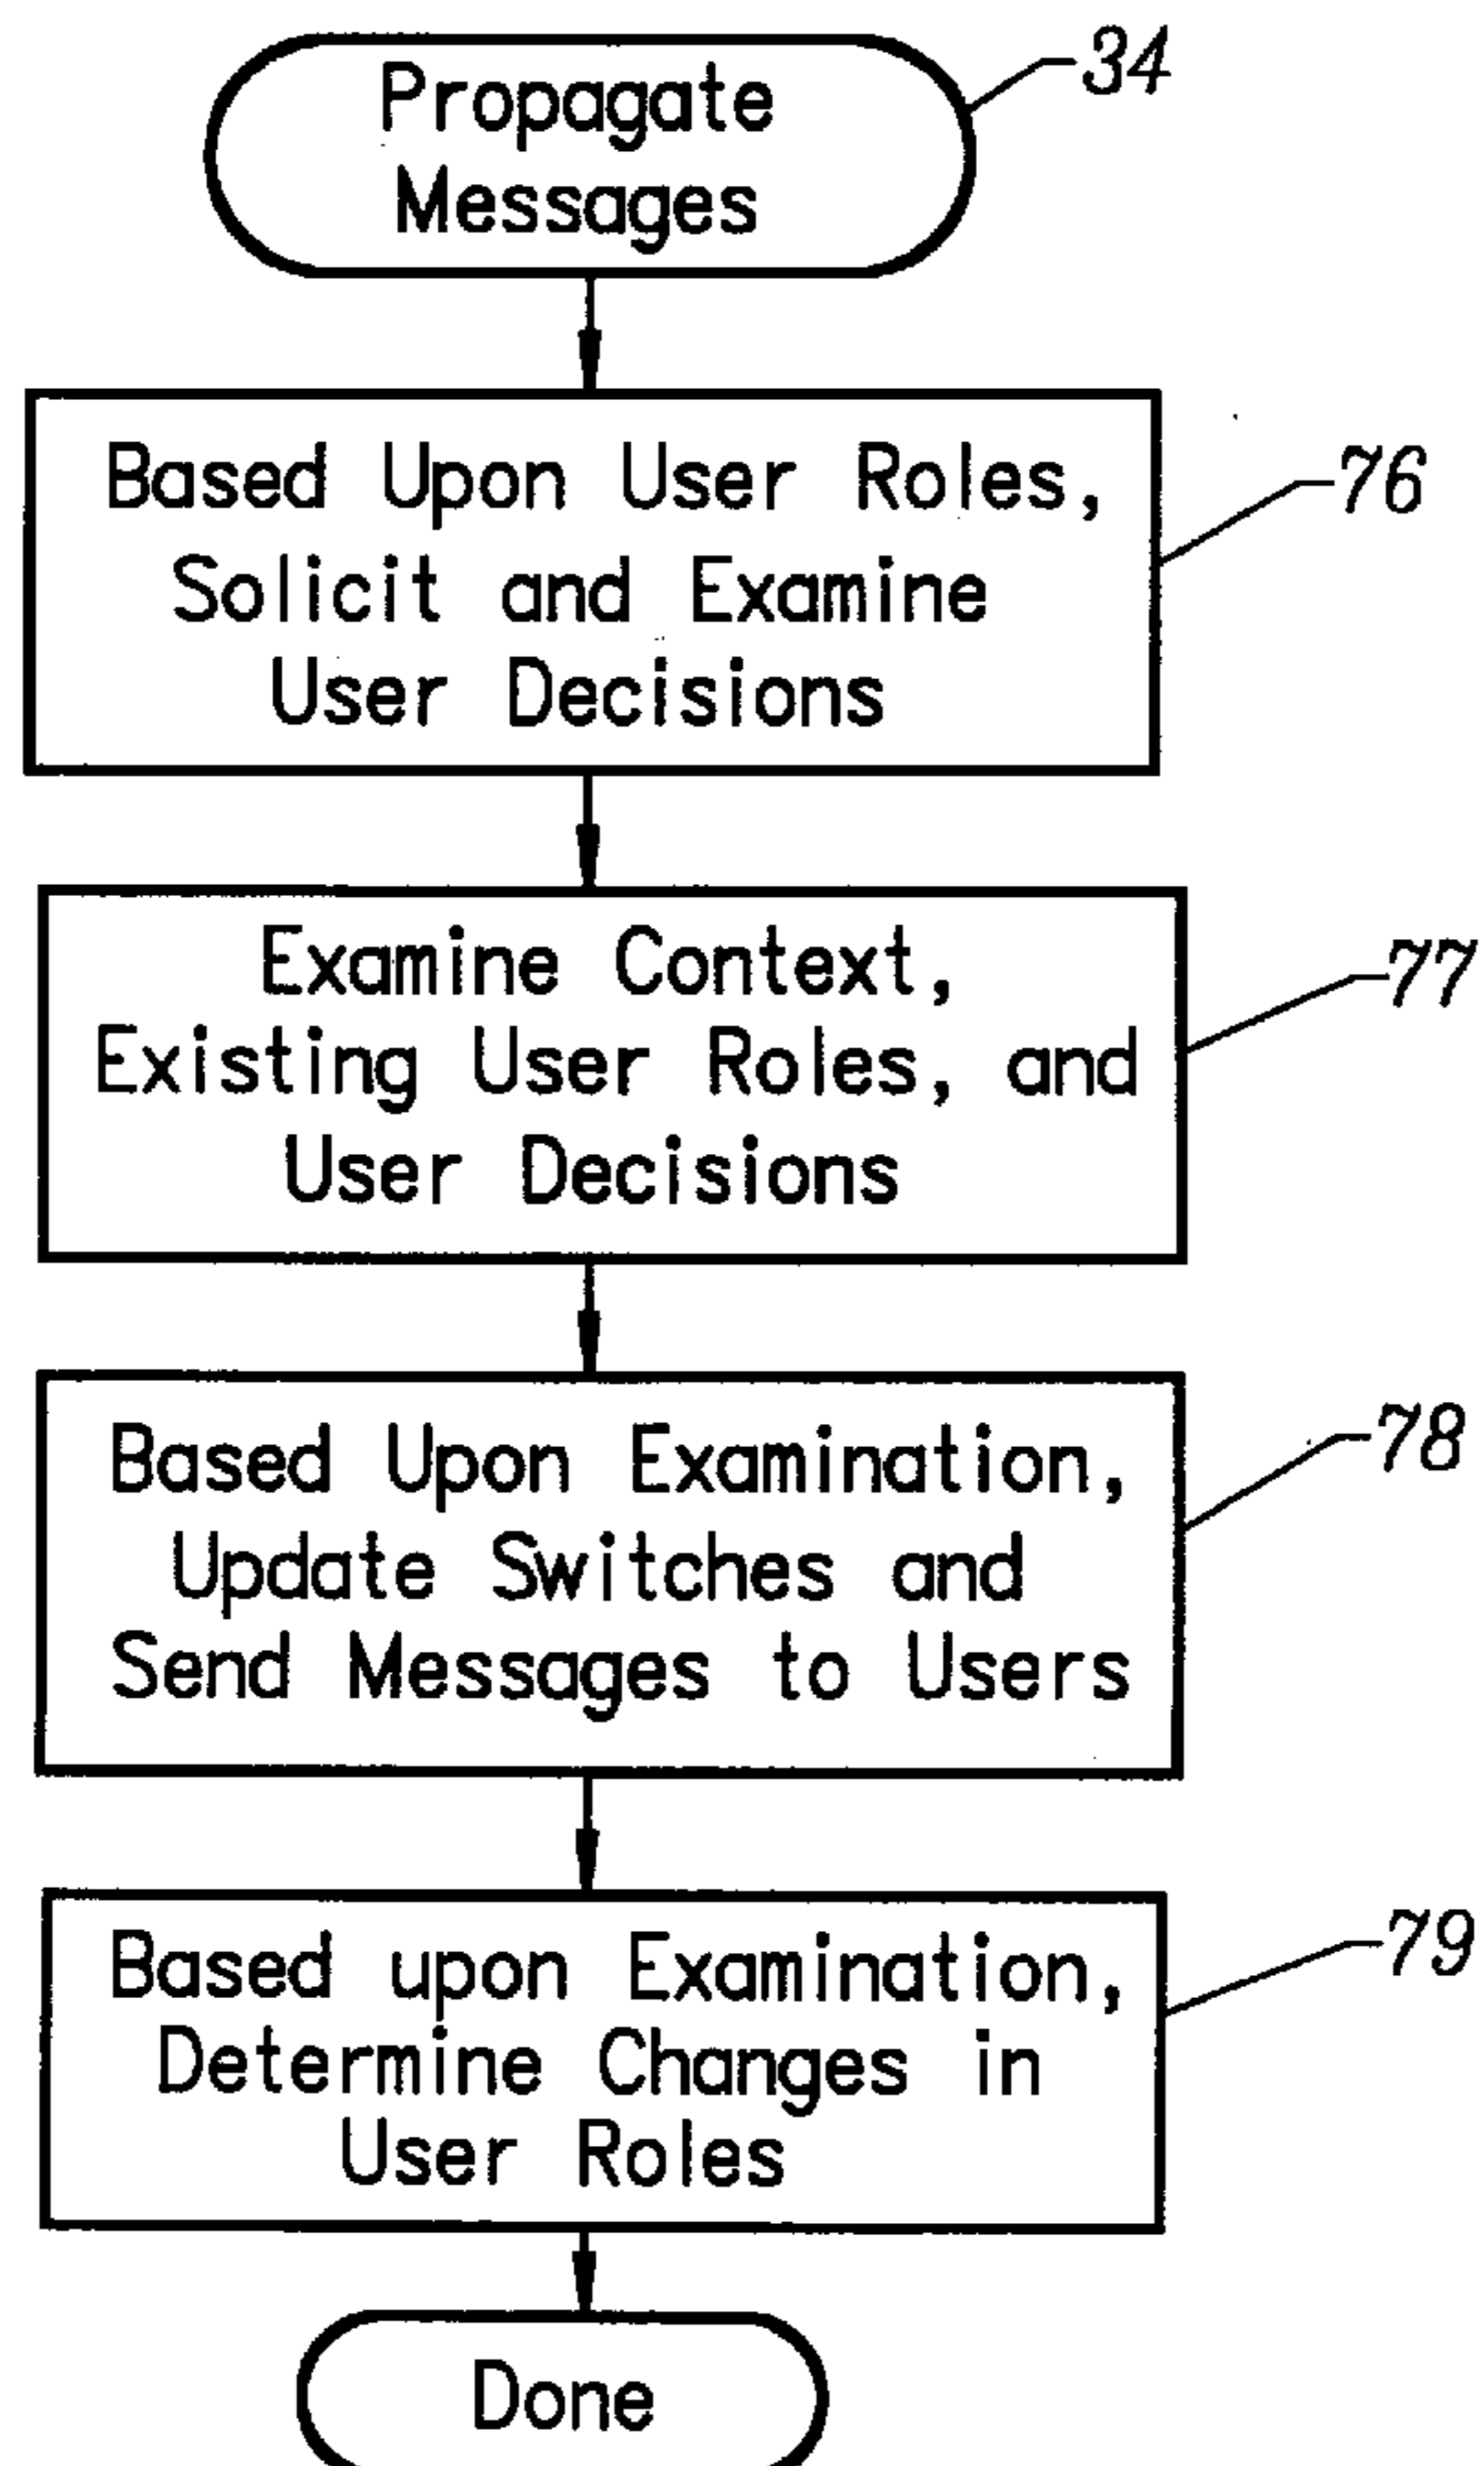 Propagate
Messages
34
Based Upon User Roles,
Solicit and Examine
User Decisions
76
Examine Context,
Existing User Roles, and
User Decisions
77
Based Upon Examination,
Update Switches and
Send Messages to Users
78
Based upon Examination,
Determine Changes in
User Roles
79
Done